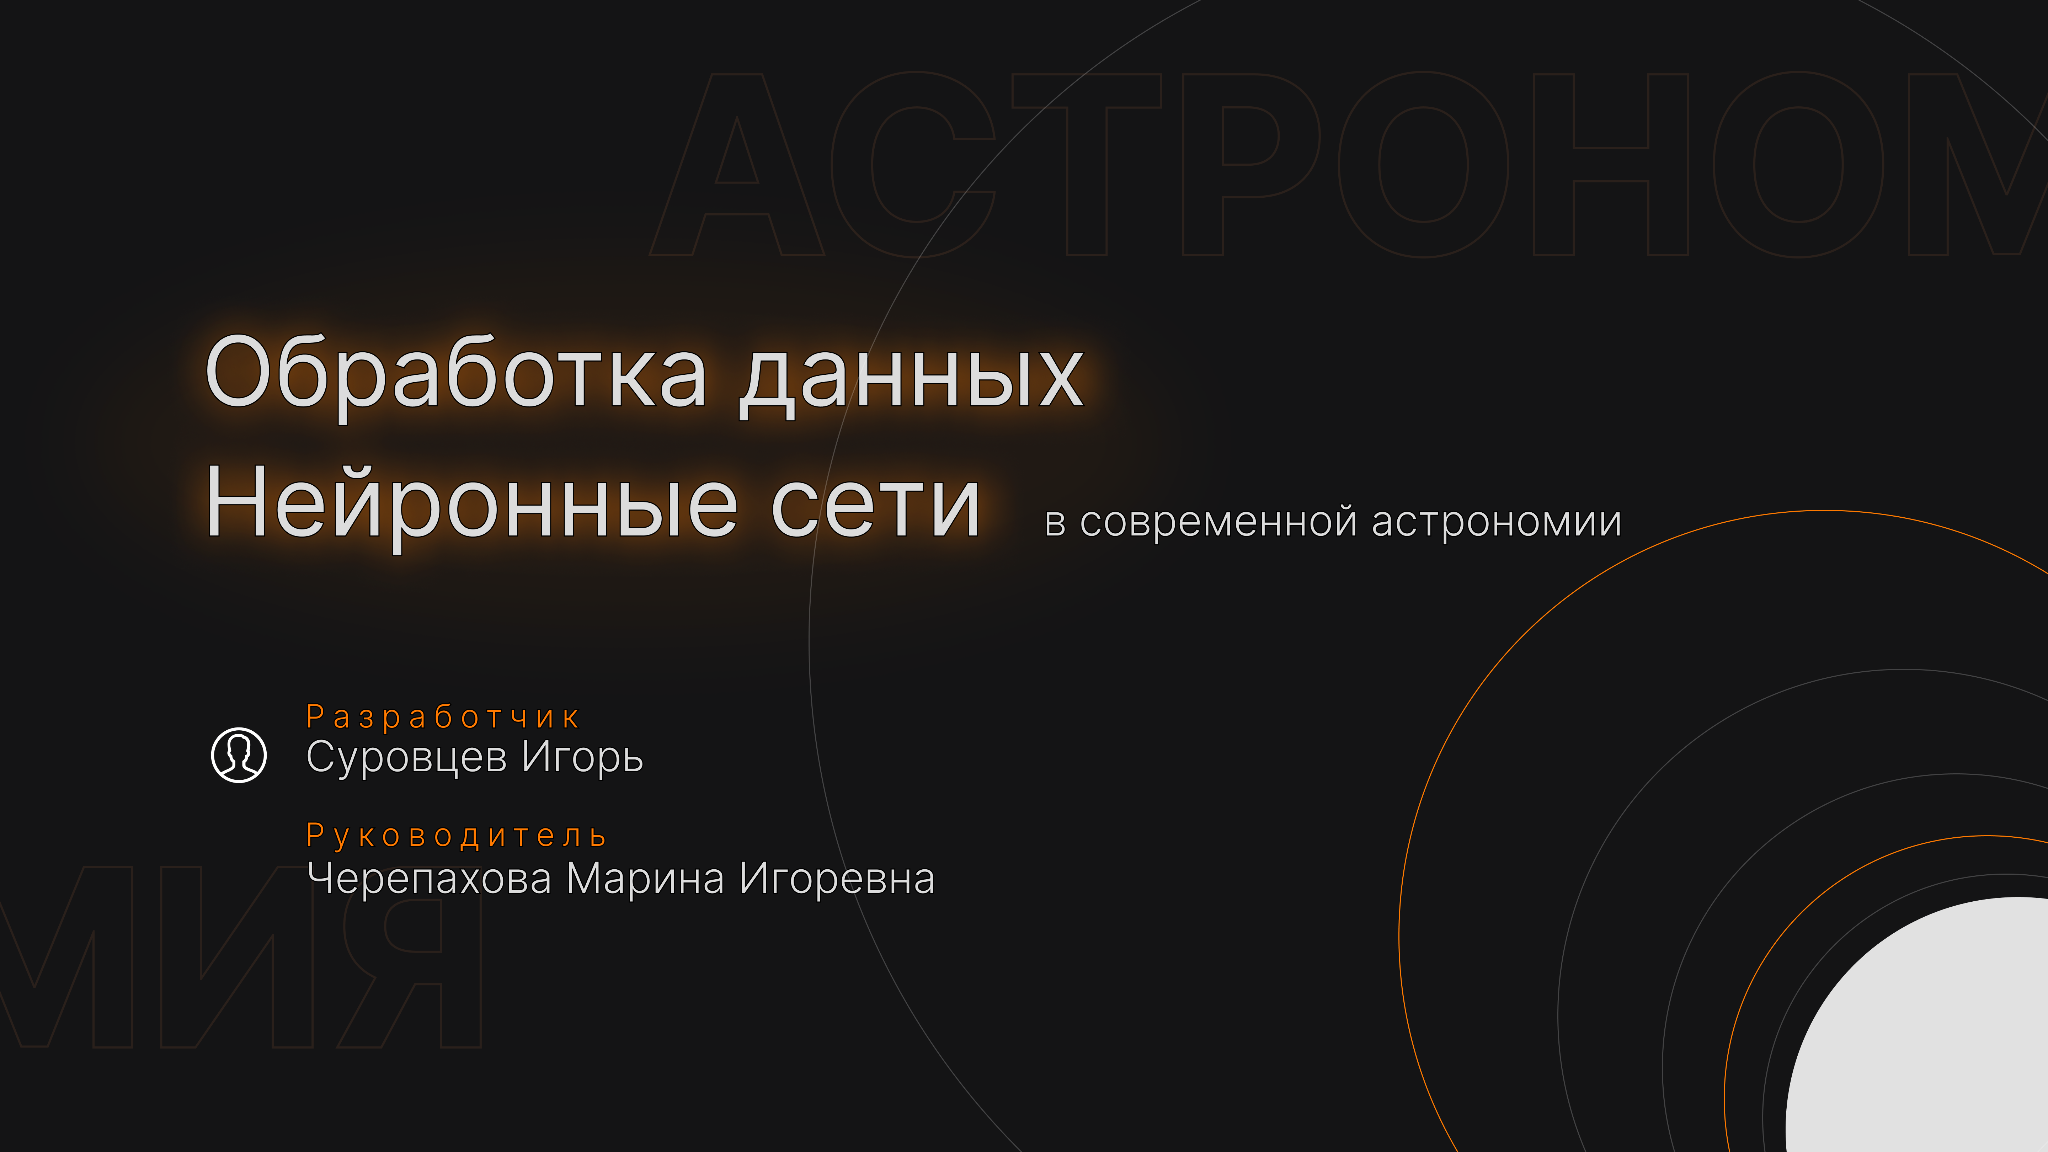 АСТРОНОМ
Обработка данных
Нейронные сети в современной астрономии
Разработчик
Суровцев Игорь
Руководитель
Черепахова Марина Игоревна
МИЯ